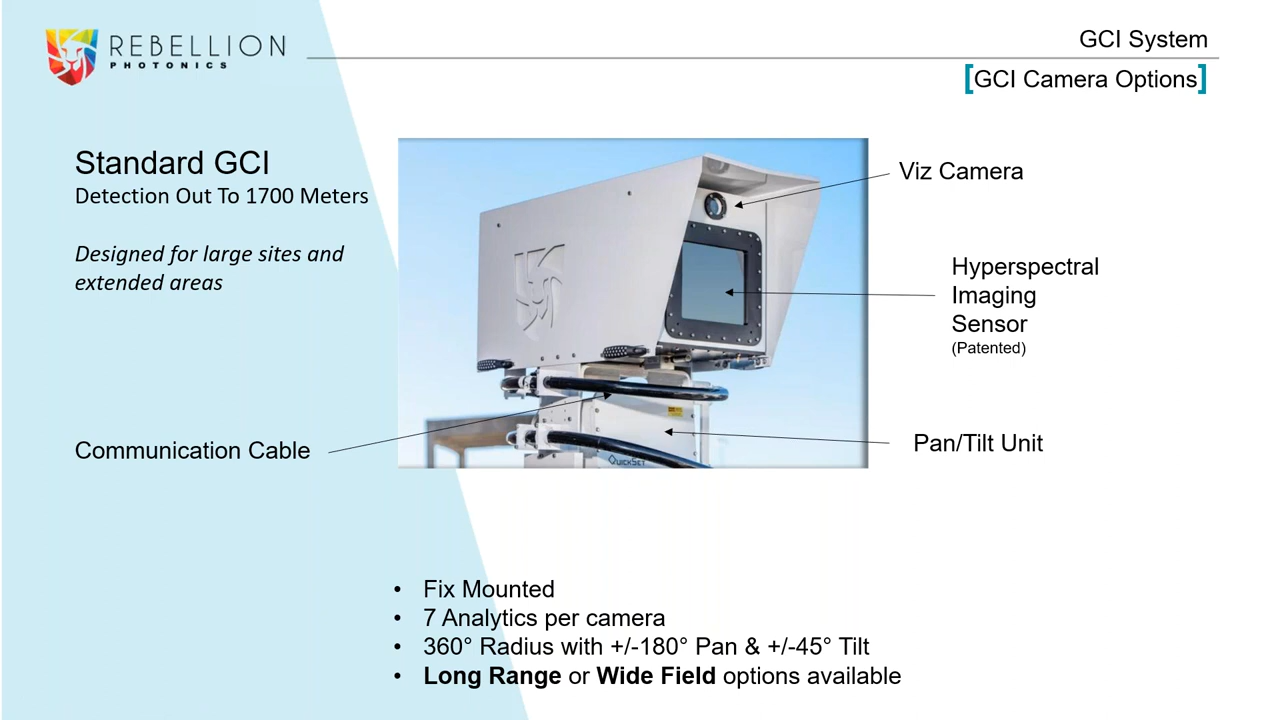 REBELLION
PHOTONICS
GCI System
[GCI Camera Options]
Standard GCI
Detection Out To 1700 Meters
Designed for large sites and
extended areas
Viz Camera
Hyperspectral
Imaging
Sensor
(Patented)
Communication Cable
Pan/Tilt Unit
QUICKSET
• Fix Mounted
• 7 Analytics per camera
• 360° Radius with +/-180° Pan & +/-45° Tilt
• Long Range or Wide Field options available